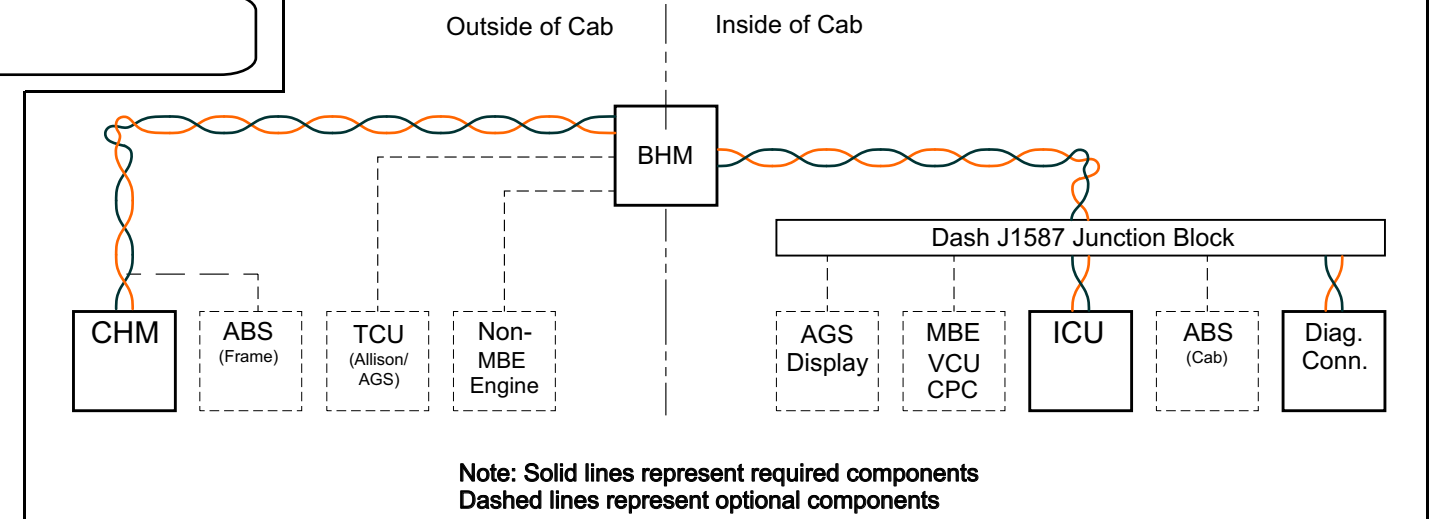 Outside of Cab
Inside of Cab
BHM
Dash J1587 Junction Block
CHM
ABS
(Frame)
TCU
(Allison/
AGS)
Non-
MBE
Engine
AGS
Display
MBE
VCU
CPC
ICU
ABS
(Cab)
Diag.
Conn.
Note: Solid lines represent required components
Dashed lines represent optional components